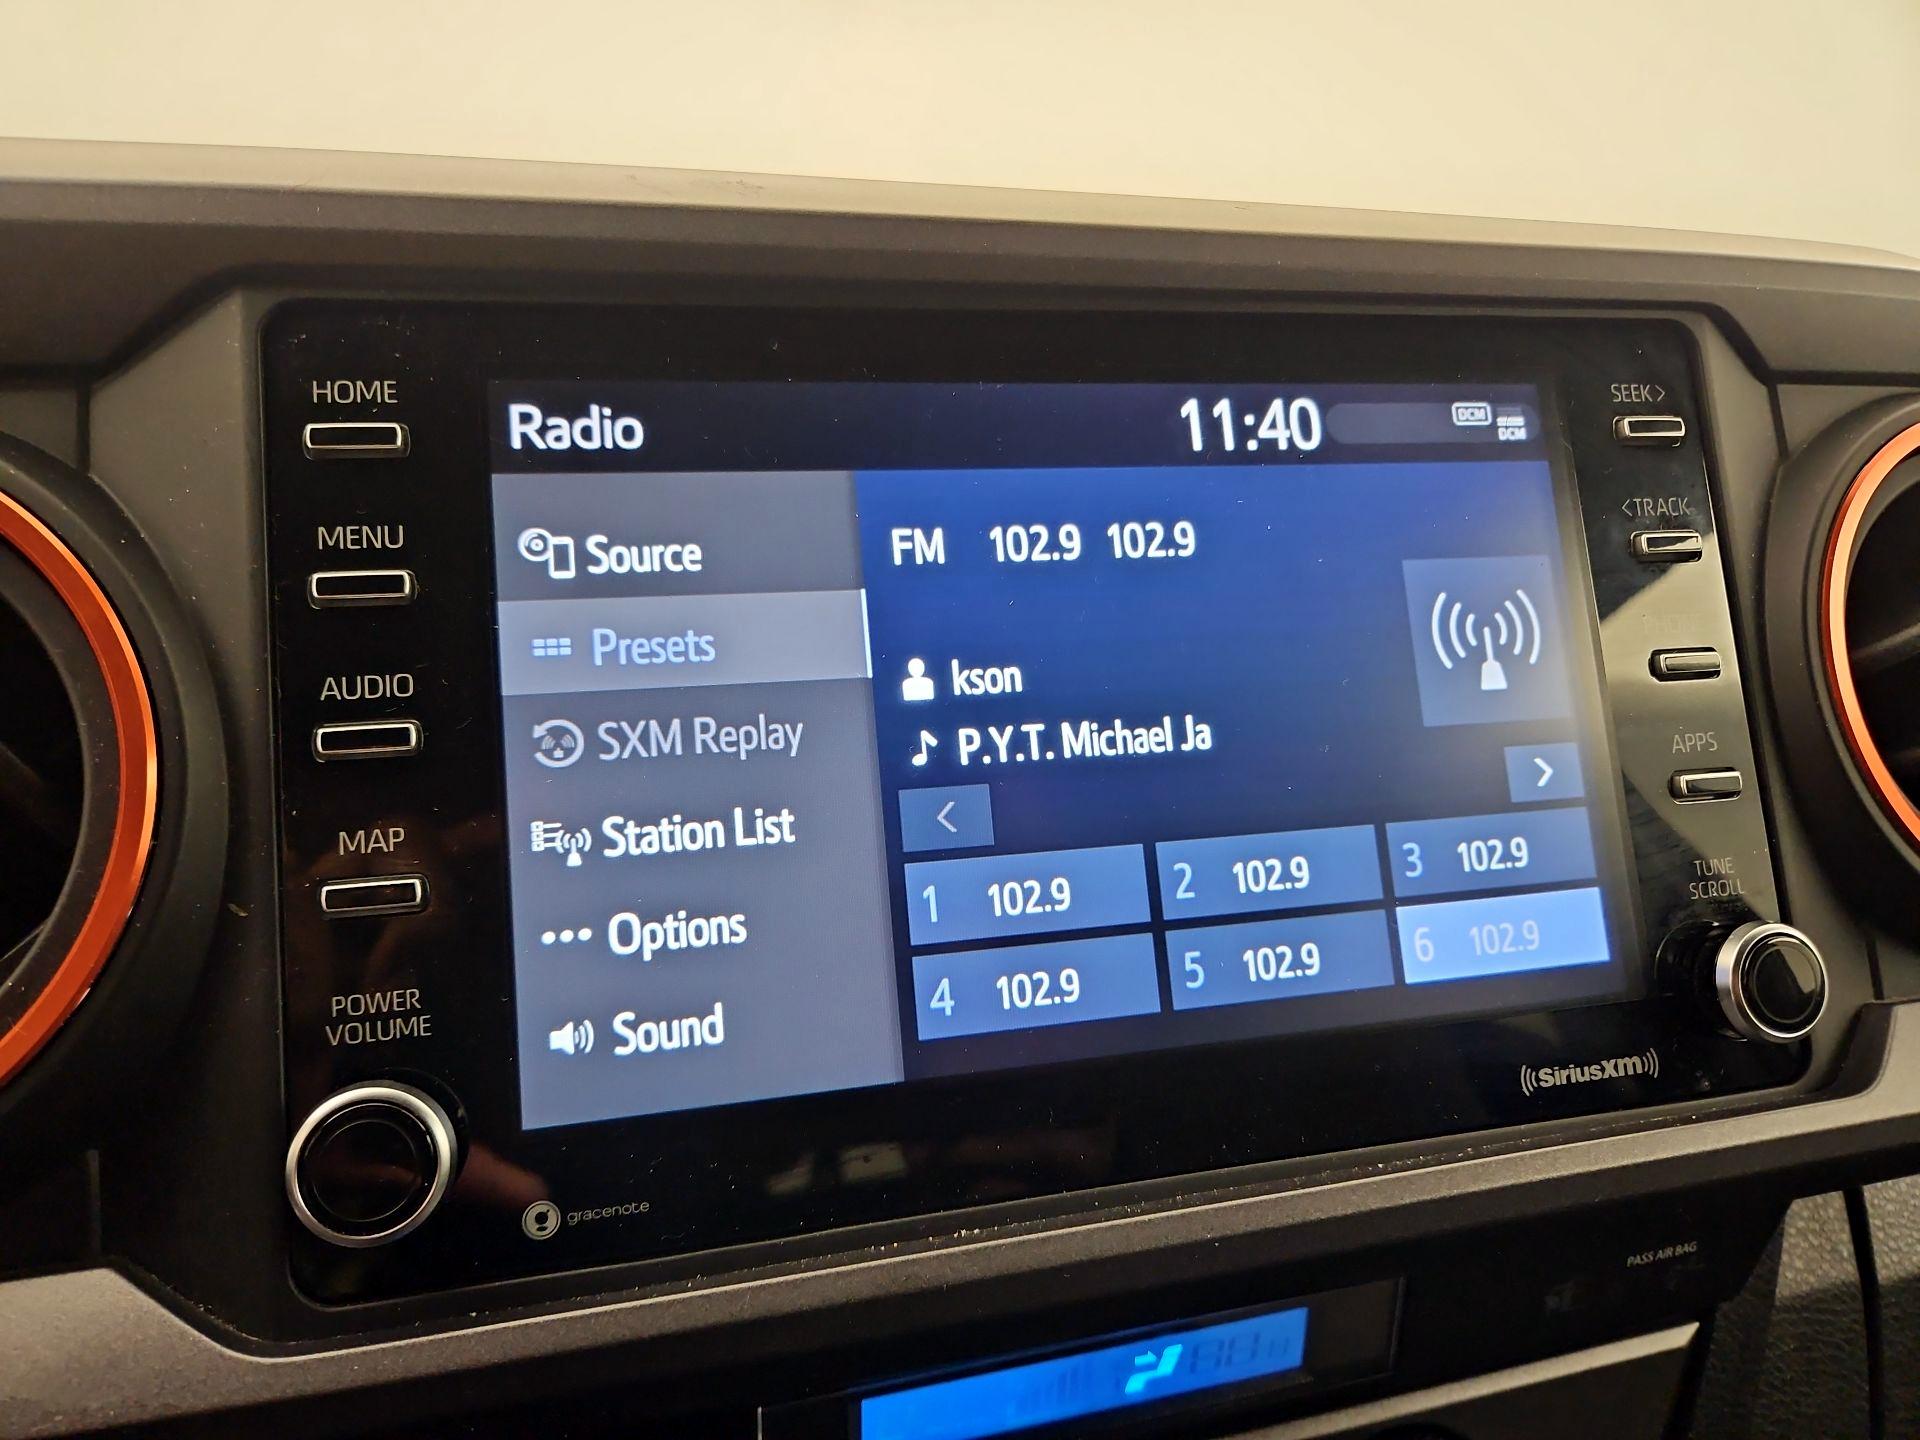 HOME
MENU
AUDIO
MAP
POWER
VOLUME
Radio
11:40
DCM
DCM
Source
Presets
SXM Replay
Station List
Options
Sound
FM 102.9 102.9
kson
P.Y.T. Michael Ja
<
>
1 102.9
2 102.9
3 102.9
4 102.9
5 102.9
6 102.9
SEEK >
< TRACK
PHONE
APPS
TUNE
SCROLL
((SiriusXM))
g gracenote
PASS AIR BAG